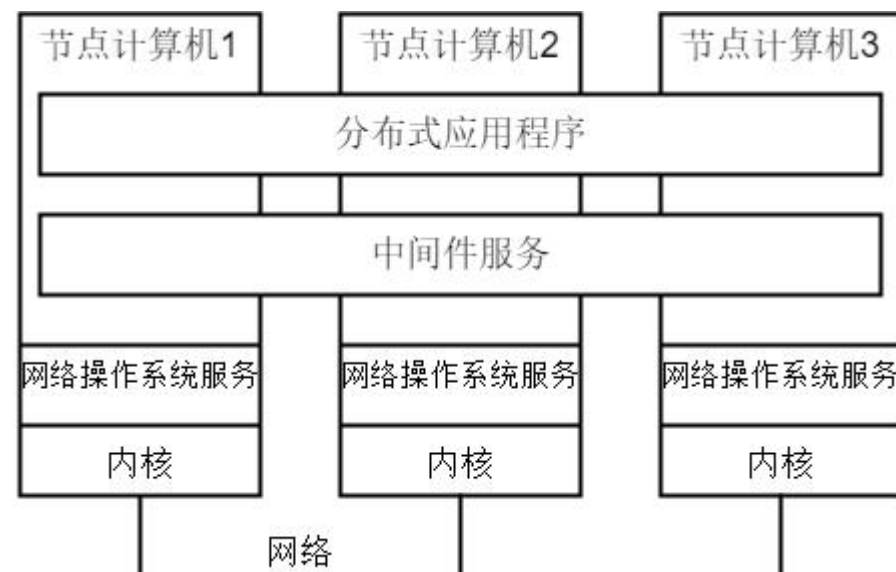 节点计算机1 节点计算机2 节点计算机3
分布式应用程序
中间件服务
网络操作系统服务 网络操作系统服务 网络操作系统服务
内核 内核 内核
网络